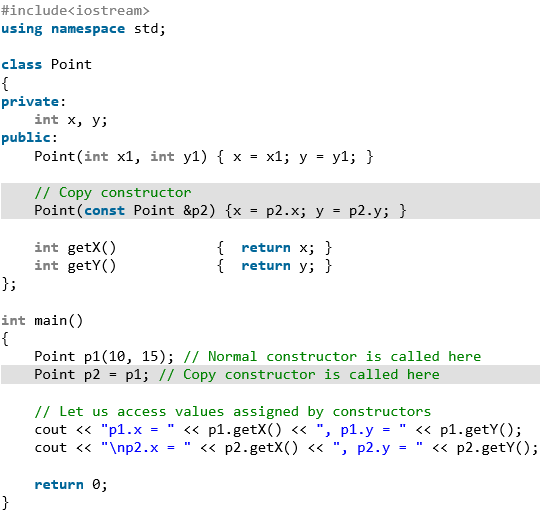 #include<iostream>
using namespace std;
class Point
{
private:
int x, y;
public:
Point(int x1, int y1) { x = x1; y = y1; }
// Copy constructor
Point(const Point &p2) {x = p2.x; y = p2.y; }
int getX()            {  return x; }
int getY()            {  return y; }
};
int main()
{
Point p1(10, 15); // Normal constructor is called here
Point p2 = p1; // Copy constructor is called here
// Let us access values assigned by constructors
cout << "p1.x = " << p1.getX() << ", p1.y = " << p1.getY();
cout << "\np2.x = " << p2.getX() << ", p2.y = " << p2.getY();
return 0;
}